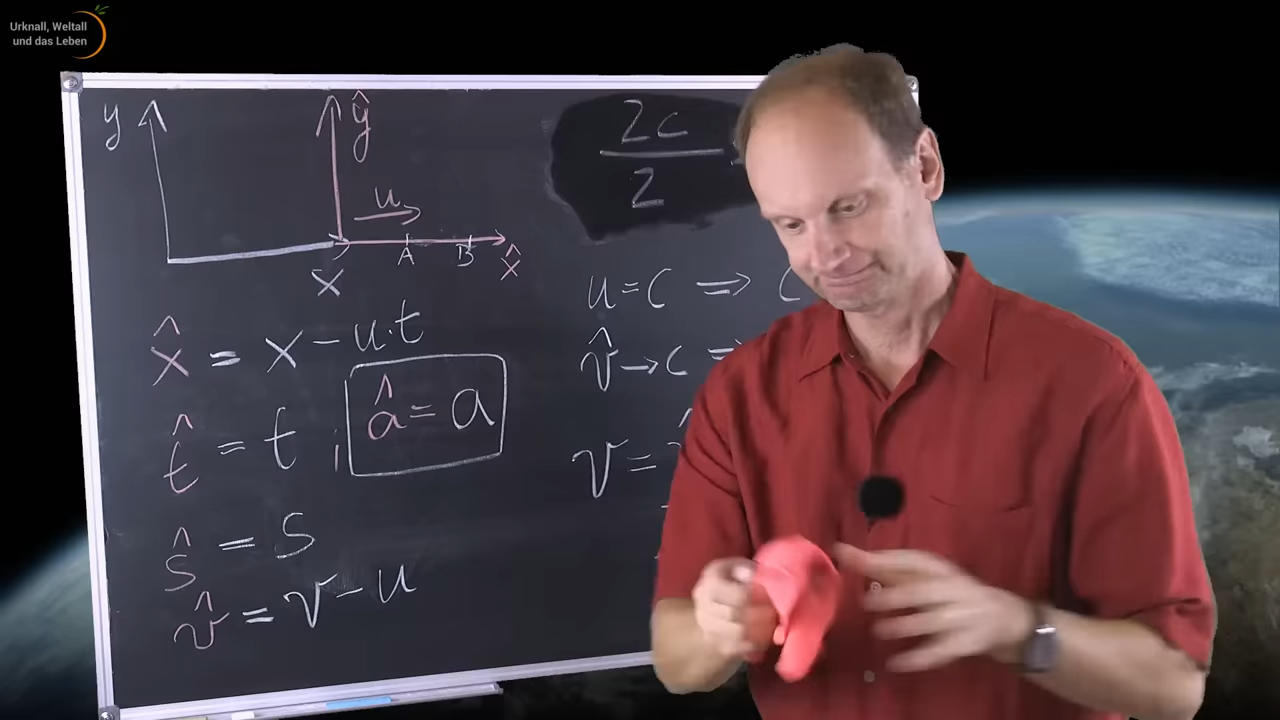 Urknall, Weltall
und das Leben
y
ŷ
u
x
A
B
x̂
x̂ = x - u·t
t̂ = t ; â = a
ŝ = s
v̂ = v - u
2c
2
u = c ⇒ c
v̂ → c ⇒
v =